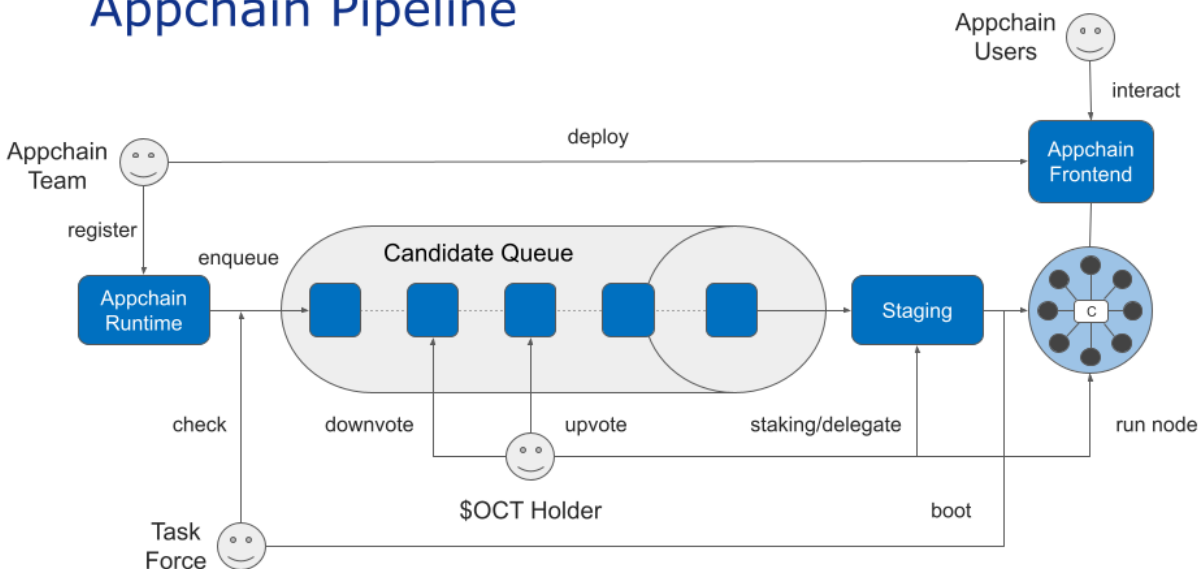 Appchain Pipeline
Appchain
Users
interact
deploy
Appchain
Team
Appchain
Frontend
register
enqueue
Candidate Queue
Appchain
Runtime
Staging
C
check
downvote
upvote
staking/delegate
run node
$OCT Holder
boot
Task
Force